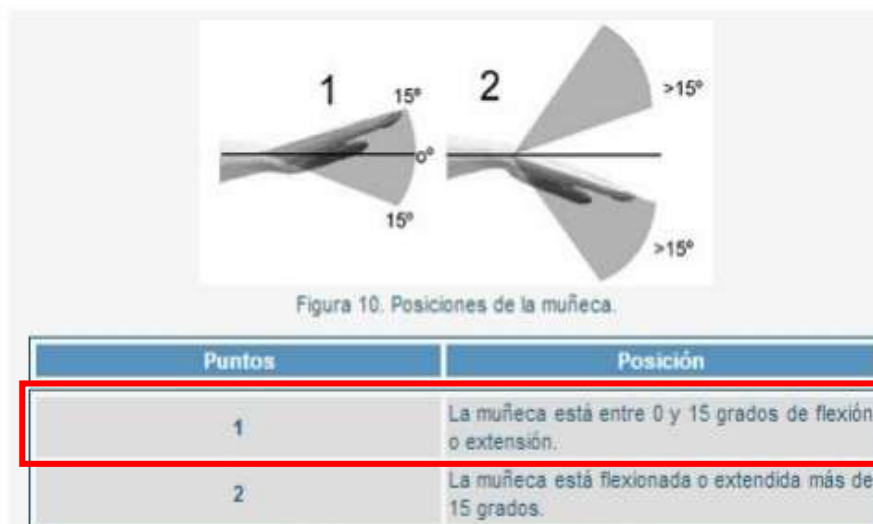 1
15º
0º
15º
2
>15º
>15º
Figura 10. Posiciones de la muñeca.
Puntos
Posición
1
La muñeca está entre 0 y 15 grados de flexión
o extensión.
2
La muñeca está flexionada o extendida más de
15 grados.